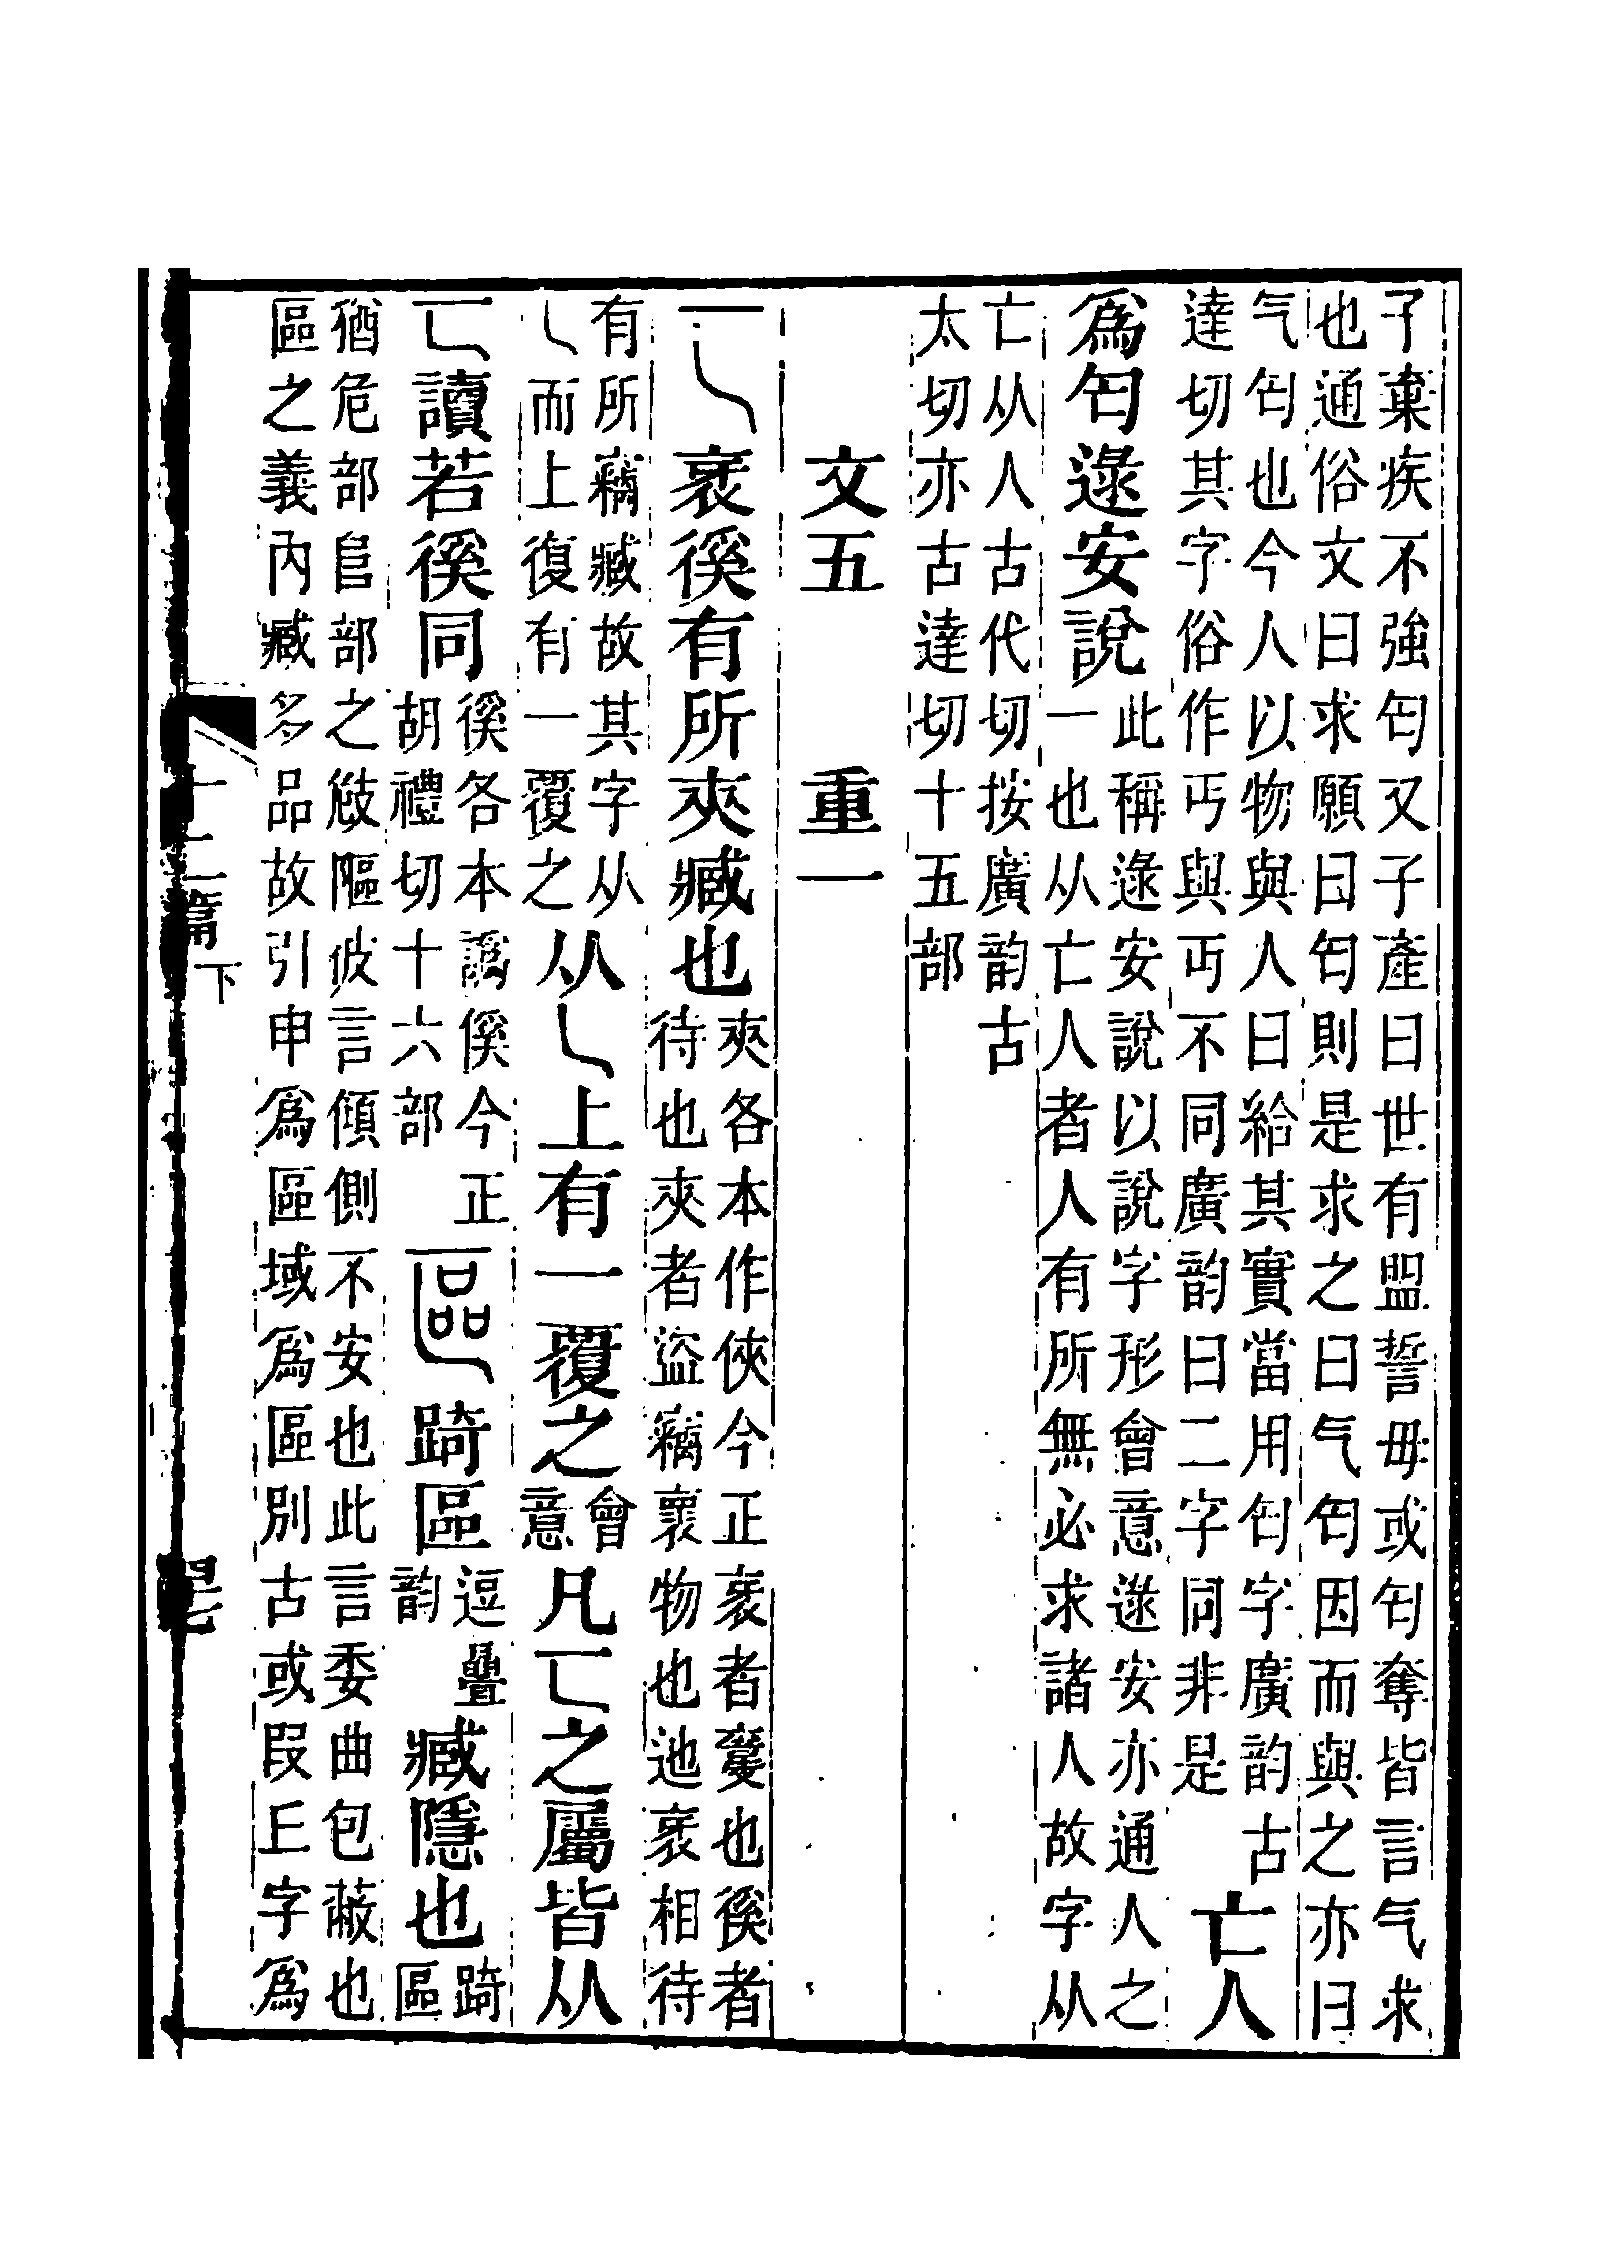 子棄疾不強匄又子產曰世有盟誓毋或匄奪皆言气求
也通俗文曰求願曰匄則是求之曰气匄因而與之亦曰
气匄也今人以物與人曰給其實當用匄字廣韵古
達切其字俗作丐與丏不同廣韵曰二字同非是
亡人
爲匄逯安說
此稱逯安說以說字形會意逯安亦通人之
一也从亡人者人有所無必求諸人故字从
亡从人古代切按廣韵古
太切亦古達切十五部
文五 重一
匸衺徯有所夾臧也
夾各本作俠今正衺者䙝也徯者
待也夾者盜竊褱物也迆衺相待
有所竊臧故其字从
乚而上復有一覆之
从乚上有一覆之
會意
凡匸之屬皆从
匸讀若徯同
徯各本譌傒今正
胡禮切十六部
區踦區
逗疊韵
臧隱也
踦區
猶危部𨸏部之㩻䧢彼言傾側不安也此言委曲包蔽也
區之義內臧多品故引申爲區域爲區別古或叚丘字爲
十二篇下